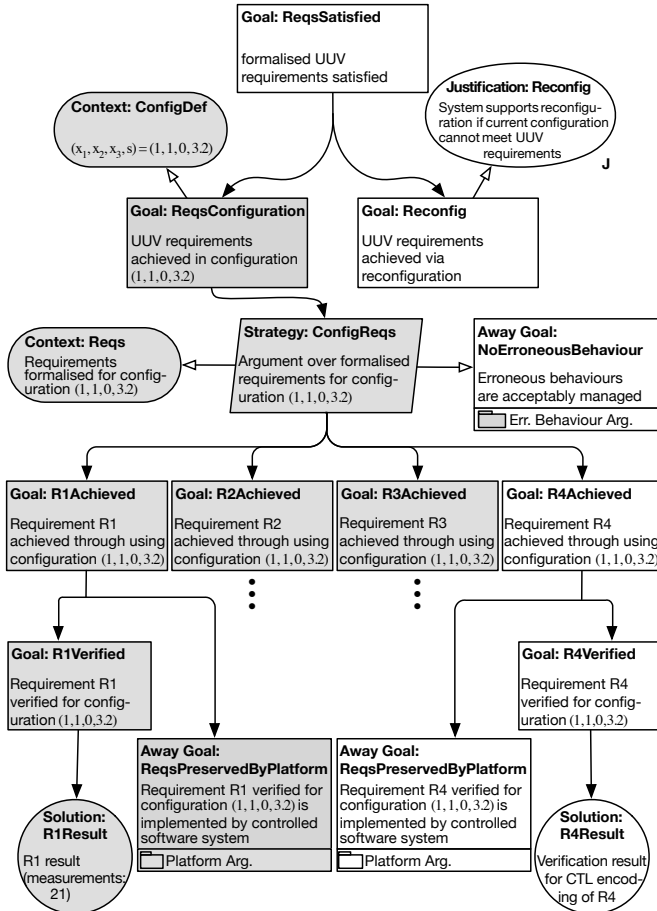 Goal: ReqsSatisfied
formalised UUV
requirements satisfied
Context: ConfigDef
(x₁, x₂, x₃, s) = (1, 1, 0, 3.2)
Justification: Reconfig
System supports reconfigu-
ration if current configuration
cannot meet UUV
requirements
J
Goal: ReqsConfiguration
UUV requirements
achieved in configuration
(1, 1, 0, 3.2)
Goal: Reconfig
UUV requirements
achieved via
reconfiguration
Context: Reqs
Requirements
formalised for config-
uration (1, 1, 0, 3.2)
Strategy: ConfigReqs
Argument over formalised
requirements for config-
uration (1, 1, 0, 3.2)
Away Goal:
NoErroneousBehaviour
Erroneous behaviours
are acceptably managed
Err. Behaviour Arg.
Goal: R1Achieved
Requirement R1
achieved through using
configuration (1, 1, 0, 3.2)
Goal: R2Achieved
Requirement R2
achieved through using
configuration (1, 1, 0, 3.2)
Goal: R3Achieved
Requirement R3
achieved through using
configuration (1, 1, 0, 3.2)
Goal: R4Achieved
Requirement R4
achieved through using
configuration (1, 1, 0, 3.2)
Goal: R1Verified
Requirement R1
verified for config-
uration (1,1,0,3.2)
Goal: R4Verified
Requirement R4
verified for config-
uration (1,1,0,3.2)
Away Goal:
ReqsPreservedByPlatform
Requirement R1 verified for
configuration (1, 1, 0, 3.2) is
implemented by controlled
software system
Platform Arg.
Away Goal:
ReqsPreservedByPlatform
Requirement R4 verified for
configuration (1, 1, 0, 3.2) is
implemented by controlled
software system
Platform Arg.
Solution:
R1Result
R1 result
(measurements:
21)
Solution:
R4Result
Verification result
for CTL encod-
ing of R4